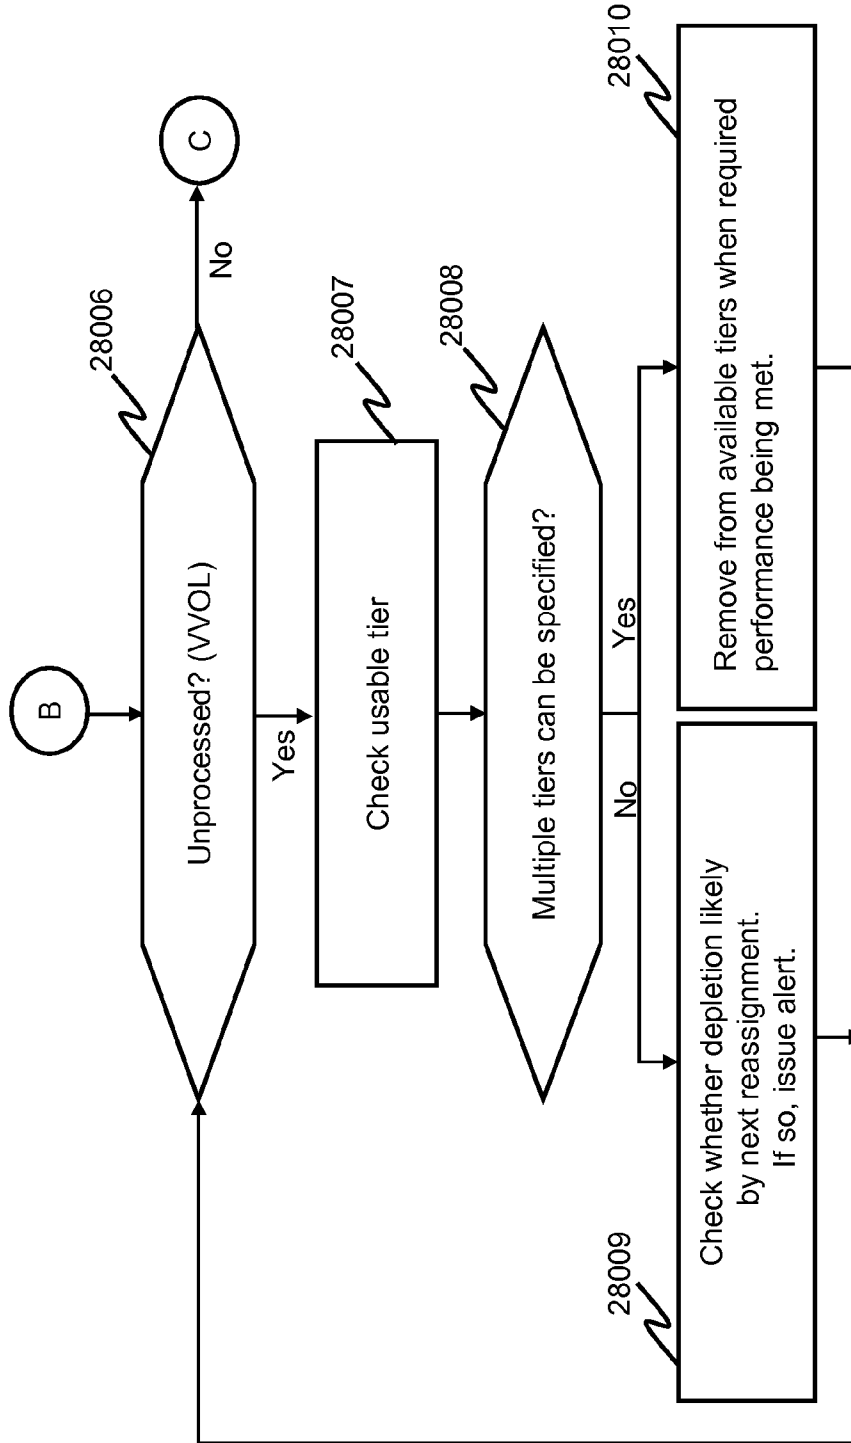 B
28006
Unprocessed? (VVOL)
No
C
Yes
28007
Check usable tier
28008
Multiple tiers can be specified?
No
Yes
28009
Check whether depletion likely
by next reassignment.
If so, issue alert.
28010
Remove from available tiers when required
performance being met.